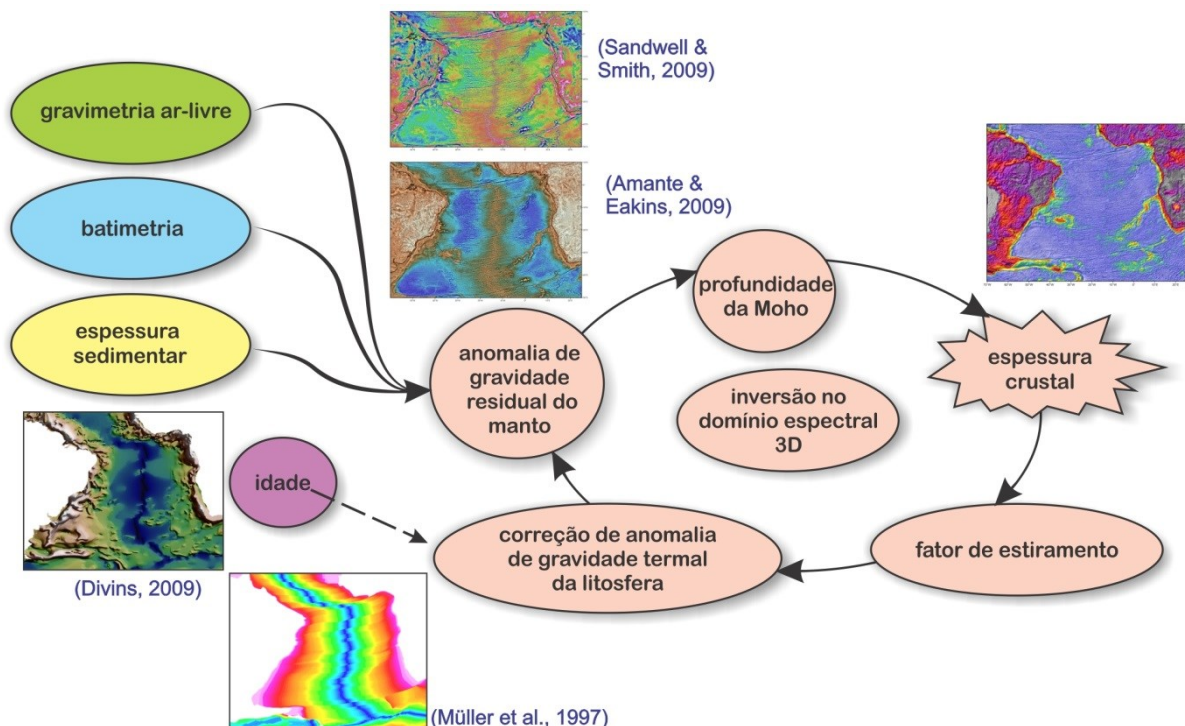 (Sandwell &
Smith, 2009)
gravimetria ar-livre
(Amante &
Eakins, 2009)
batimetria
profundidade
da Moho
espessura
sedimentar
anomalia de
gravidade
residual do
manto
espessura
crustal
inversão no
domínio espectral
3D
idade
correção de anomalia
de gravidade termal
da litosfera
fator de estiramento
(Divins, 2009)
(Müller et al., 1997)